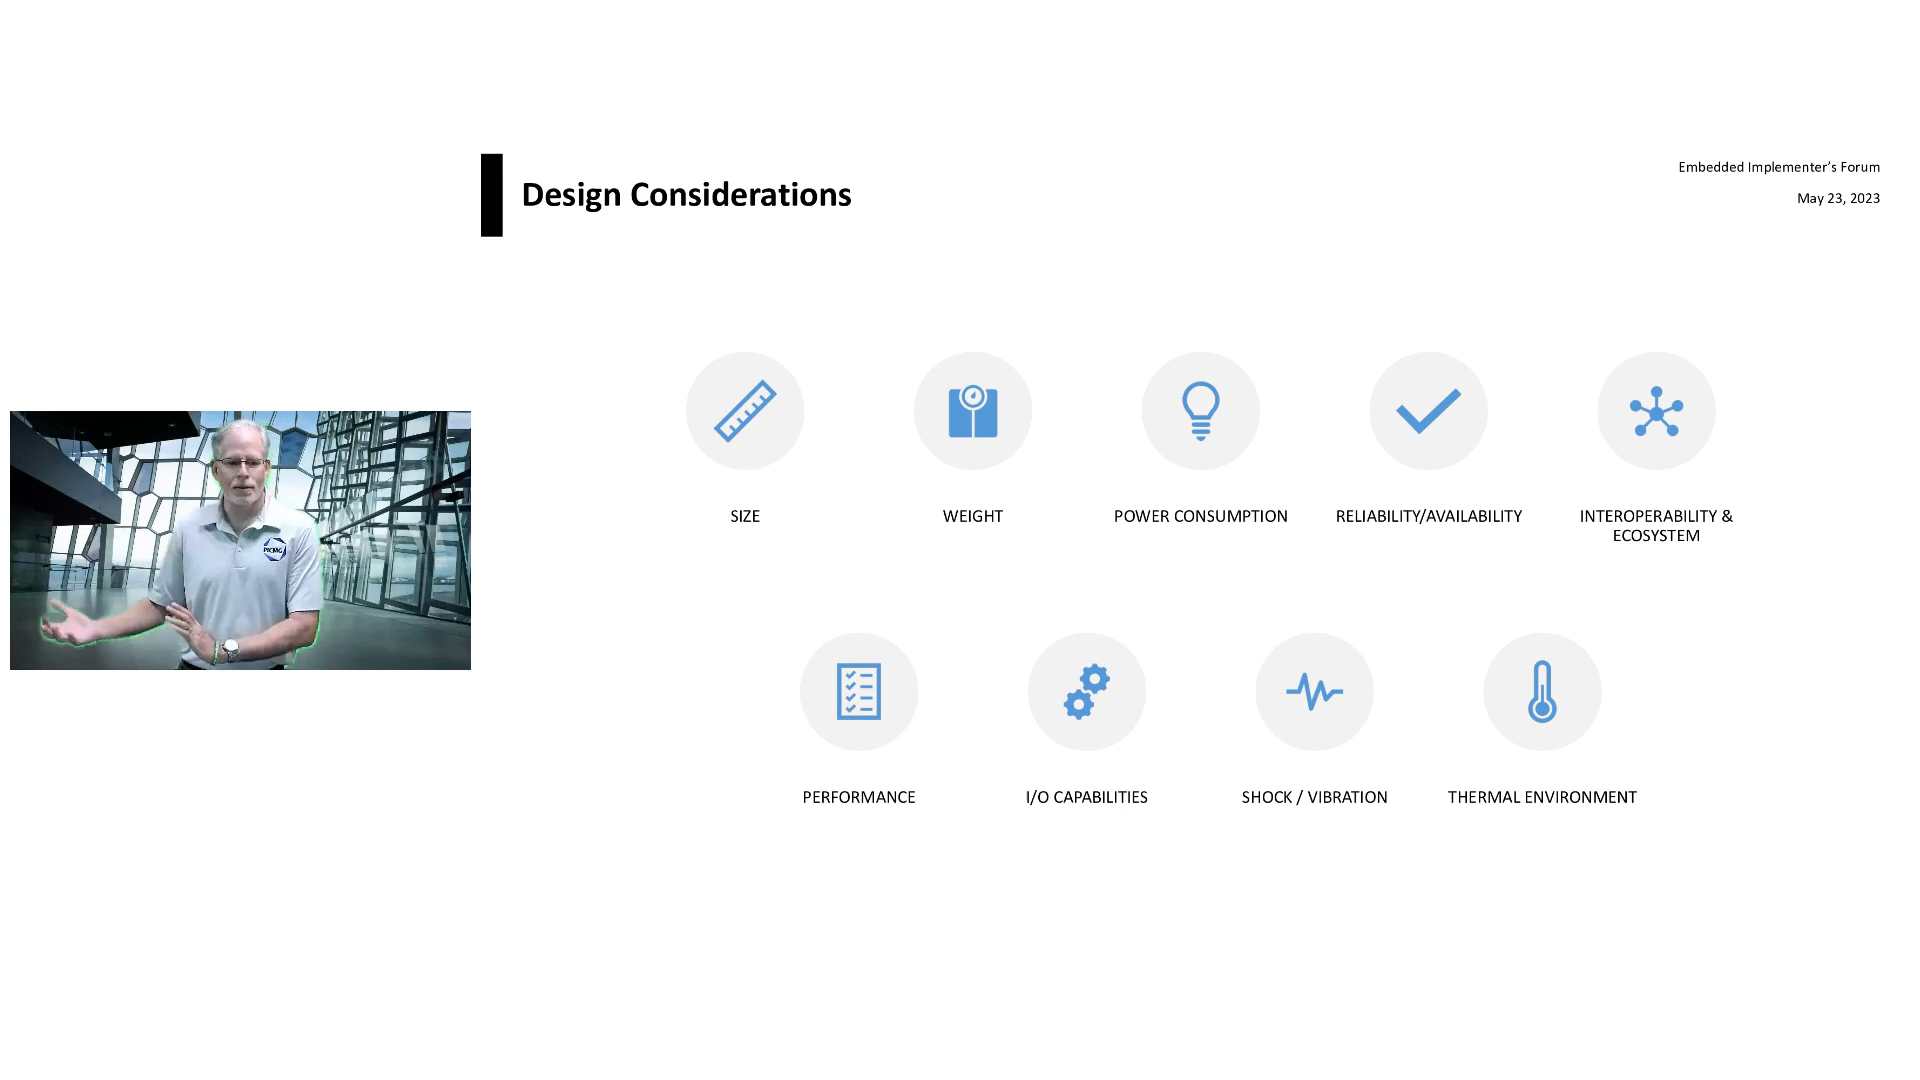 Design Considerations
Embedded Implementer’s Forum
May 23, 2023
SIZE
WEIGHT
POWER CONSUMPTION
RELIABILITY/AVAILABILITY
INTEROPERABILITY &
ECOSYSTEM
PICMG
PERFORMANCE
I/O CAPABILITIES
SHOCK / VIBRATION
THERMAL ENVIRONMENT